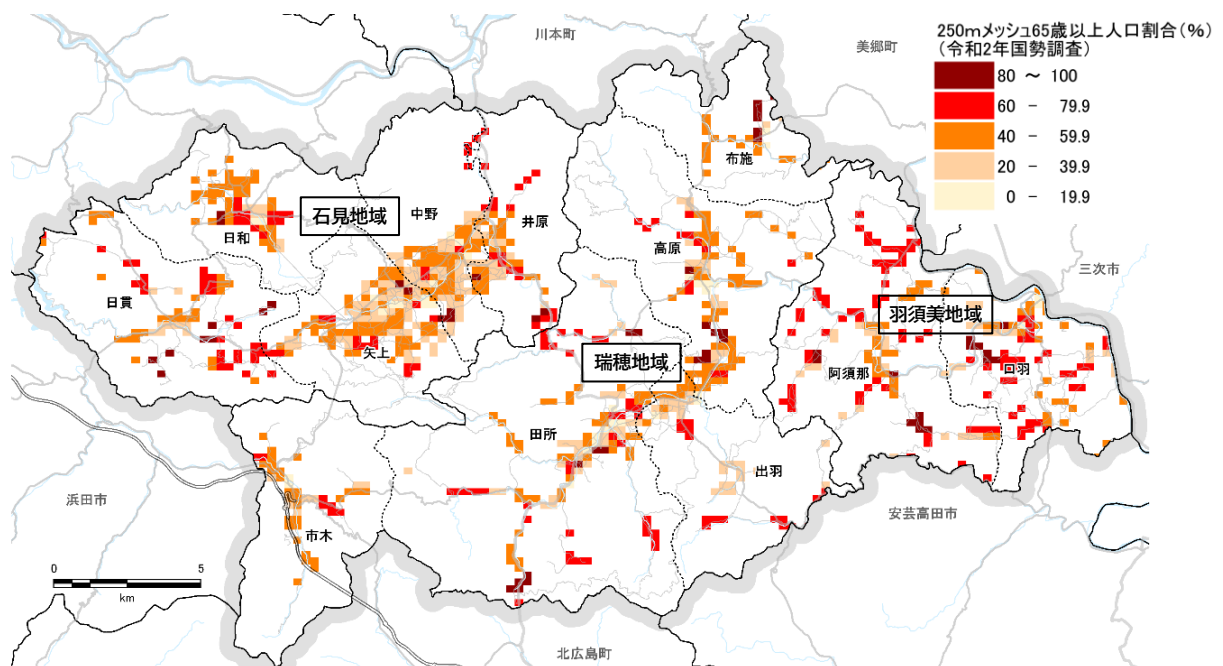 250mメッシュ65歳以上人口割合(%)
(令和2年国勢調査)
80 ～ 100
60 - 79.9
40 - 59.9
20 - 39.9
0 - 19.9
川本町
美郷町
布施
石見地域
中野
井原
日和
高原
三次市
日貫
羽須美地域
矢上
瑞穂地域
阿須那
口羽
田所
出羽
浜田市
安芸高田市
市木
0 5
km
北広島町